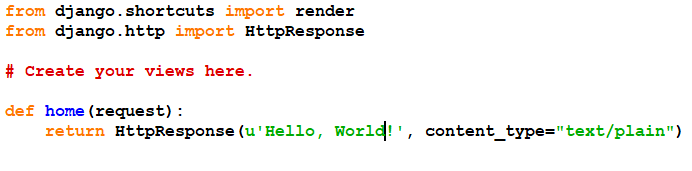 from django.shortcuts import render
from django.http import HttpResponse
# Create your views here.
def home(request):
return HttpResponse(u'Hello, World!', content_type="text/plain")